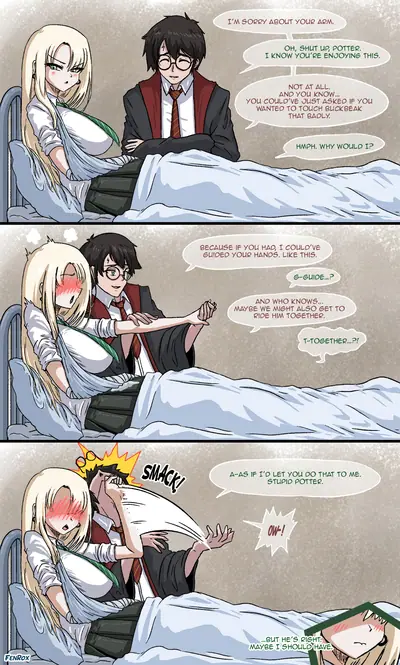 I'M SORRY ABOUT YOUR ARM.
OH, SHUT UP, POTTER.
I KNOW YOU'RE ENJOYING THIS.
NOT AT ALL.
AND YOU KNOW...
YOU COULD'VE JUST ASKED IF YOU
WANTED TO TOUCH BUCKBEAK
THAT BADLY.
HMPH. WHY WOULD I?
BECAUSE IF YOU HAD, I COULD'VE
GUIDED YOUR HANDS. LIKE THIS.
G-GUIDE...?
AND WHO KNOWS...
MAYBE WE MIGHT ALSO GET TO
RIDE HIM TOGETHER.
T-TOGETHER...?!
SMACK!
A-AS IF I'D LET YOU DO THAT TO ME.
STUPID POTTER.
OW-!
...BUT HE'S RIGHT.
MAYBE I SHOULD HAVE.
FENROX